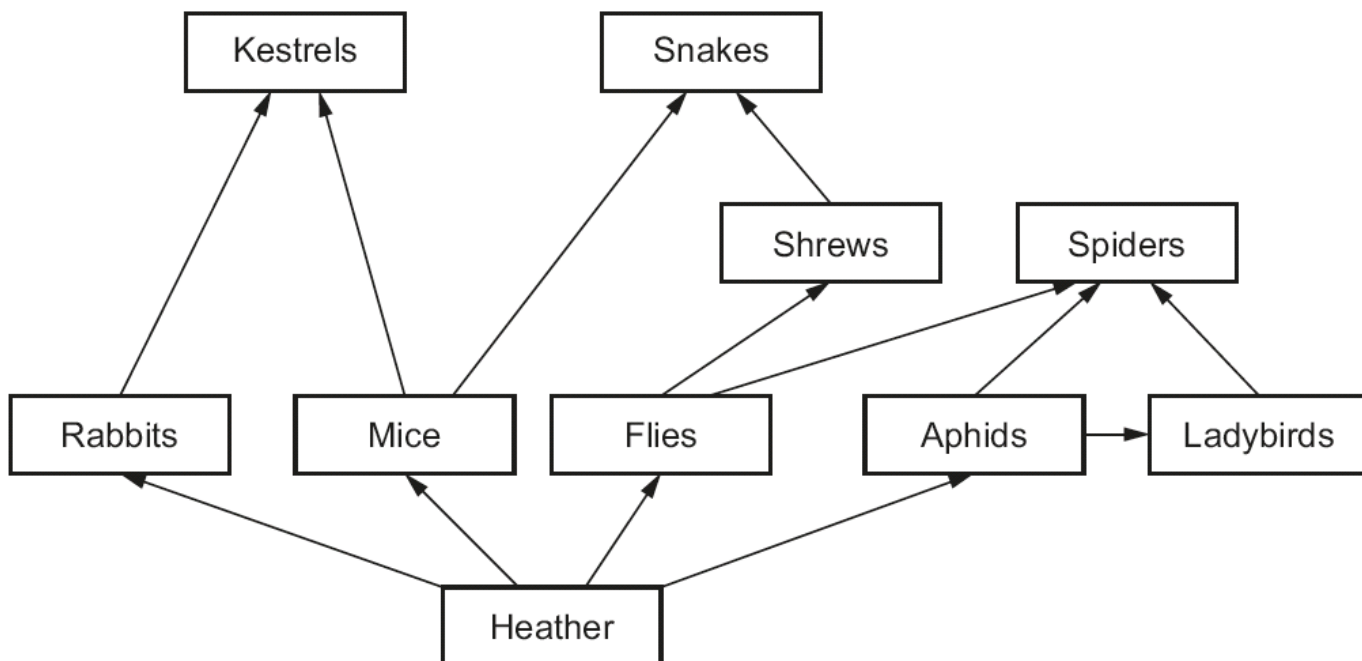 Kestrels
Snakes
Shrews
Spiders
Rabbits
Mice
Flies
Aphids
Ladybirds
Heather